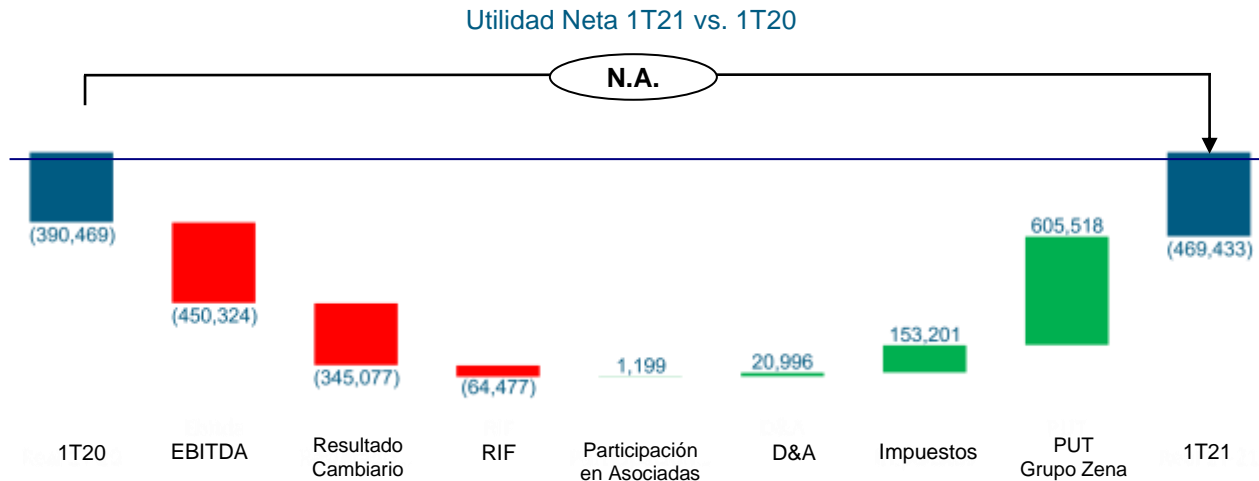 Utilidad Neta 1T21 vs. 1T20
N.A.
(390,469)
(450,324)
(345,077)
(64,477)
1,199
20,996
153,201
605,518
(469,433)
1T20
EBITDA
Resultado
Cambiario
RIF
Participación
en Asociadas
D&A
Impuestos
PUT
Grupo Zena
1T21